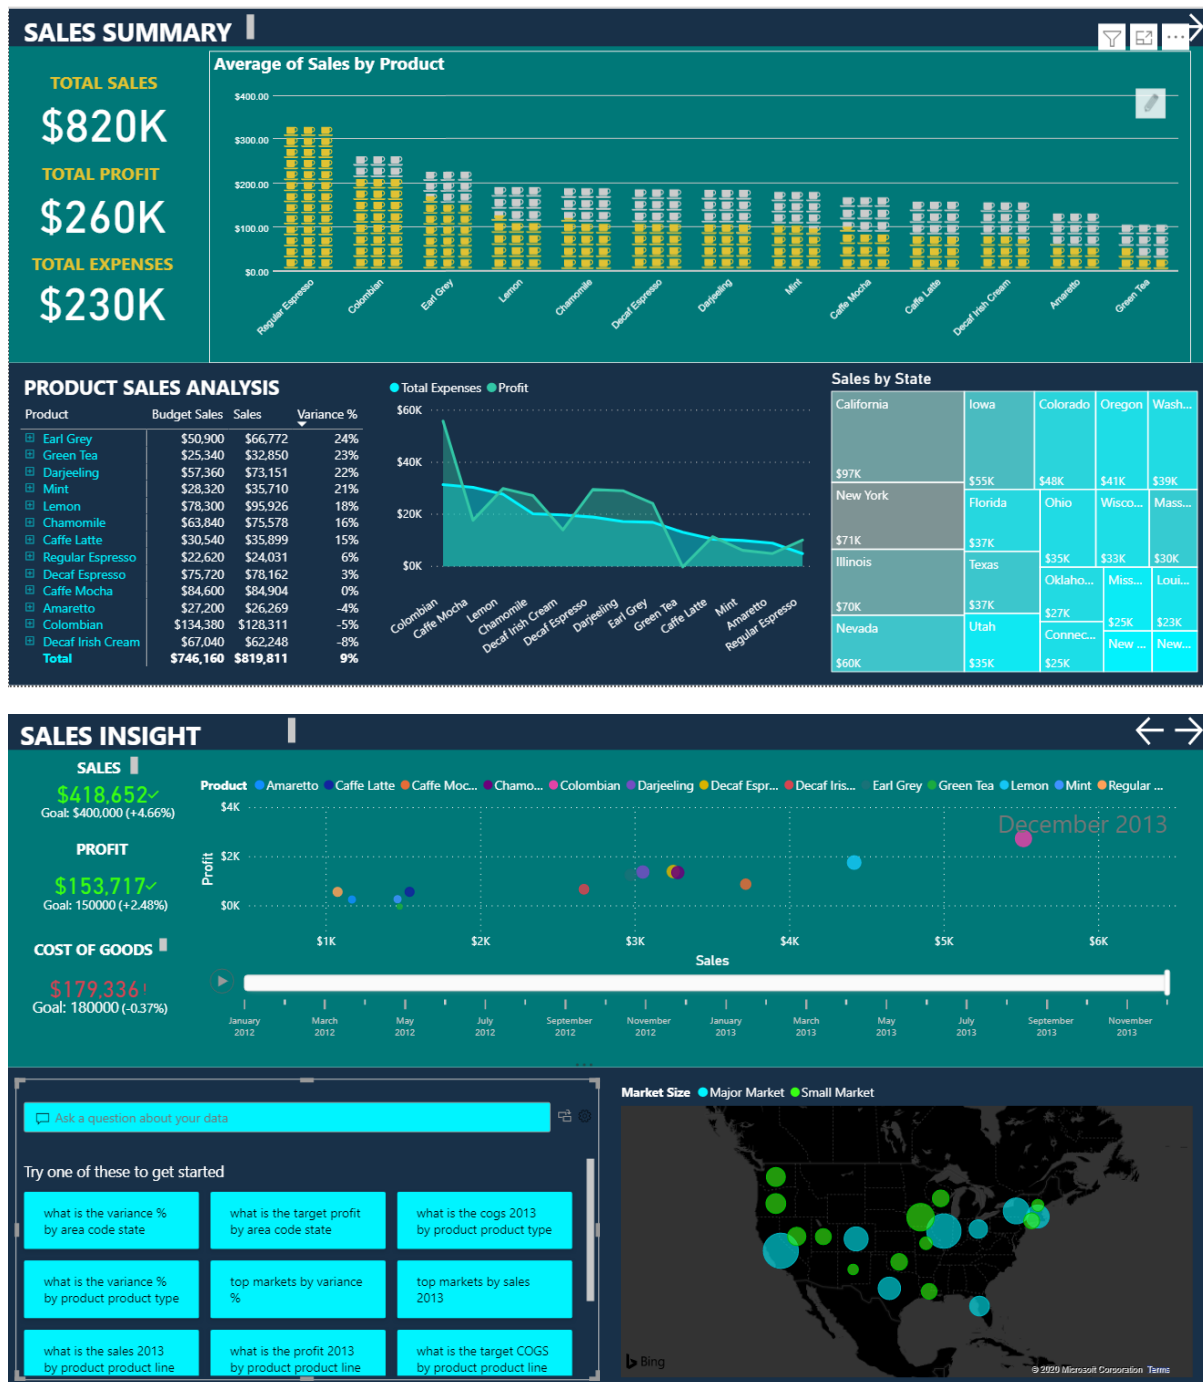 SALES SUMMARY
TOTAL SALES
$820K
TOTAL PROFIT
$260K
TOTAL EXPENSES
$230K
Average of Sales by Product
$400.00
$300.00
$200.00
$100.00
$0.00
Regular Espresso
Colombian
Earl Grey
Lemon
Chamomile
Decaf Espresso
Darjeeling
Mint
Caffe Mocha
Caffe Latte
Decaf Irish Cream
Amaretto
Green Tea
PRODUCT SALES ANALYSIS
Product Budget Sales Sales Variance %
Earl Grey $50,900 $66,772 24%
Green Tea $25,340 $32,850 23%
Darjeeling $57,360 $73,151 22%
Mint $28,320 $35,710 21%
Lemon $78,300 $95,926 18%
Chamomile $63,840 $75,578 16%
Caffe Latte $30,540 $35,899 15%
Regular Espresso $22,620 $24,031 6%
Decaf Espresso $75,720 $78,162 3%
Caffe Mocha $84,600 $84,904 0%
Amaretto $27,200 $26,269 -4%
Colombian $134,380 $128,311 -5%
Decaf Irish Cream $67,040 $62,248 -8%
Total $746,160 $819,811 9%
Total Expenses Profit
$60K
$40K
$20K
$0K
Colombian
Caffe Mocha
Lemon
Chamomile
Decaf Irish Cream
Decaf Espresso
Darjeeling
Earl Grey
Green Tea
Caffe Latte
Mint
Amaretto
Regular Espresso
Sales by State
California
$97K
New York
$71K
Illinois
$70K
Nevada
$60K
Iowa
$55K
Florida
$37K
Texas
$37K
Utah
$35K
Colorado
$48K
Oregon
$41K
Wash...
$39K
Ohio
$35K
Wisco...
$33K
Mass...
$30K
Oklaho...
$27K
Connec...
$25K
Miss...
$25K
Loui...
$23K
New ...
New...
SALES INSIGHT
SALES
$418,652
Goal: $400,000 (+4.66%)
PROFIT
$153,717
Goal: 150000 (+2.48%)
COST OF GOODS
$179,336!
Goal: 180000 (-0.37%)
Product Amaretto Caffe Latte Caffe Moc... Chamo... Colombian Darjeeling Decaf Espr... Decaf Iris... Earl Grey Green Tea Lemon Mint Regular ...
December 2013
Profit
$4K
$2K
$0K
$1K $2K $3K $4K $5K $6K
Sales
January 2012
March 2012
May 2012
July 2012
September 2012
November 2012
January 2013
March 2013
May 2013
July 2013
September 2013
November 2013
Ask a question about your data
Try one of these to get started
what is the variance %
by area code state
what is the target profit
by area code state
what is the cogs 2013
by product product type
what is the variance %
by product product type
top markets by variance
%
top markets by sales
2013
what is the sales 2013
by product product line
what is the profit 2013
by product product line
what is the target COGS
by product product line
Market Size Major Market Small Market
Bing
© 2020 Microsoft Corporation Terms